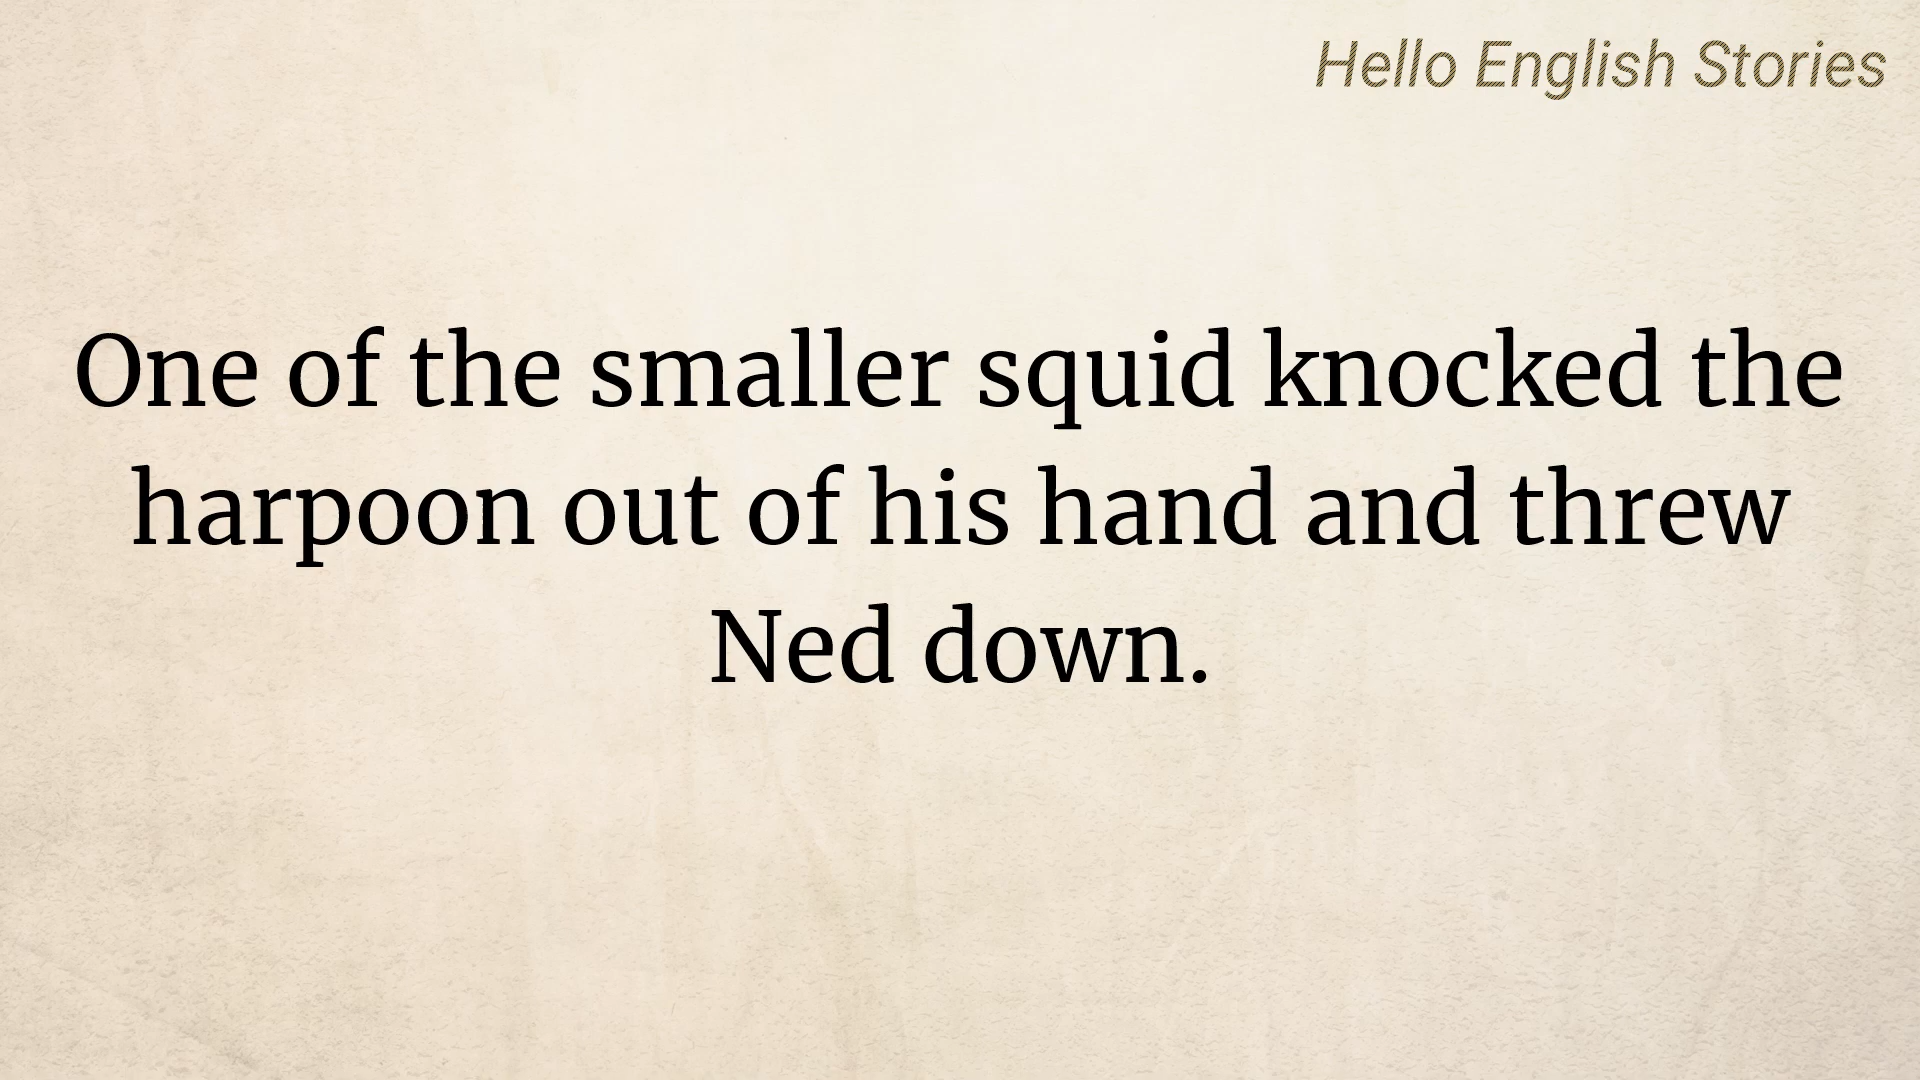 Hello English Stories
One of the smaller squid knocked the
harpoon out of his hand and threw
Ned down.